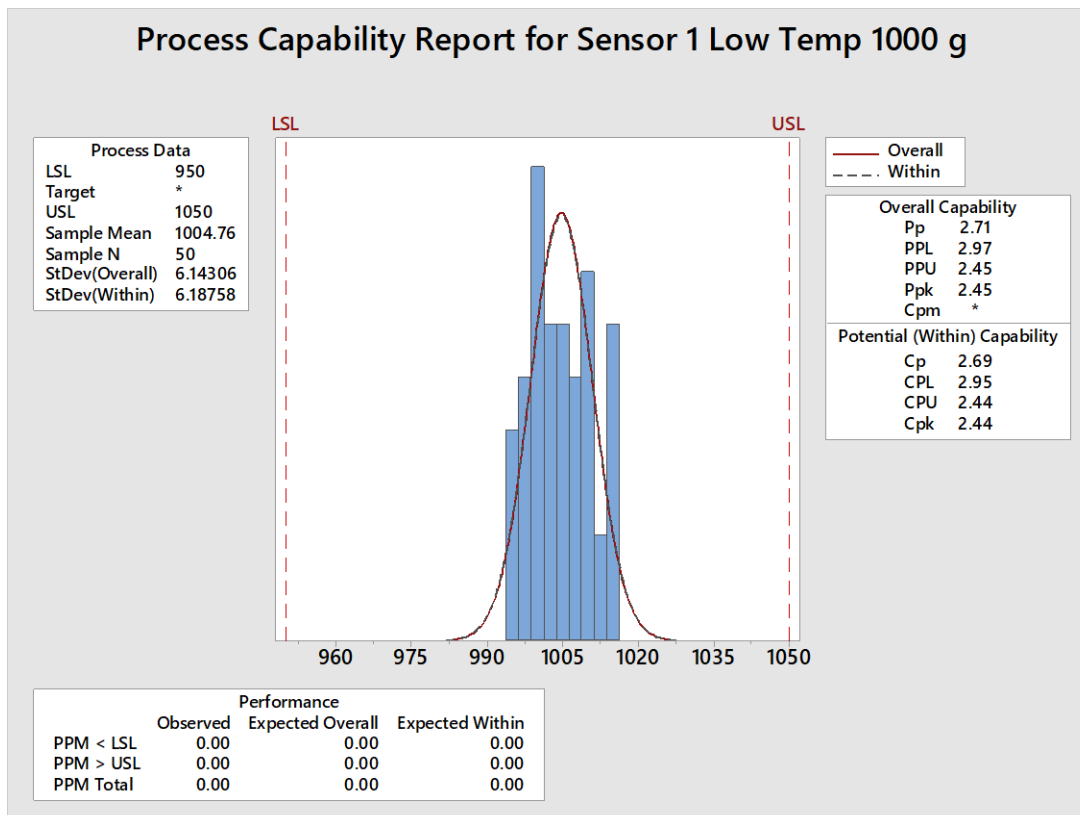 Process Capability Report for Sensor 1 Low Temp 1000 g
LSL USL
Process Data
LSL 950
Target *
USL 1050
Sample Mean 1004.76
Sample N 50
StDev(Overall) 6.14306
StDev(Within) 6.18758
Overall
Within
Overall Capability
Pp 2.71
PPL 2.97
PPU 2.45
Ppk 2.45
Cpm *
Potential (Within) Capability
Cp 2.69
CPL 2.95
CPU 2.44
Cpk 2.44
960 975 990 1005 1020 1035 1050
Performance
Observed Expected Overall Expected Within
PPM < LSL 0.00 0.00 0.00
PPM > USL 0.00 0.00 0.00
PPM Total 0.00 0.00 0.00